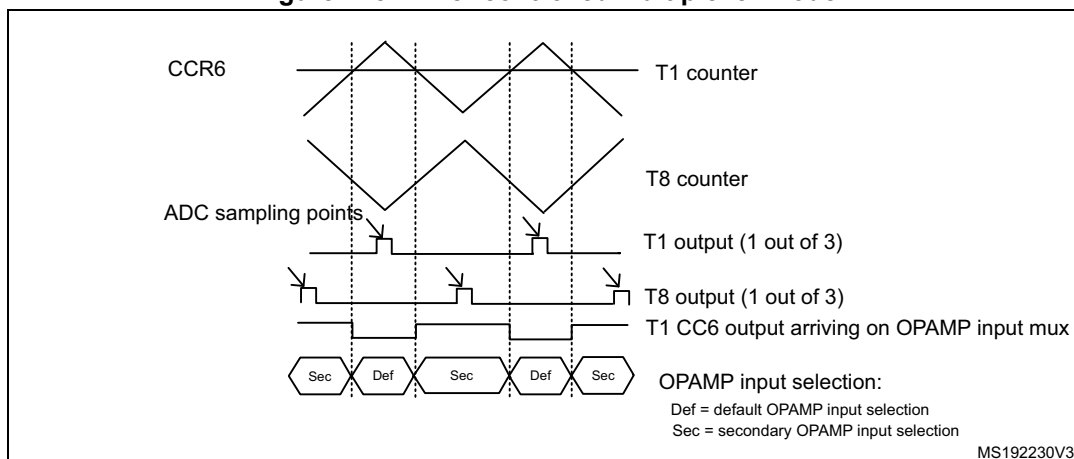 CCR6
T1 counter
T8 counter
ADC sampling points
T1 output (1 out of 3)
T8 output (1 out of 3)
T1 CC6 output arriving on OPAMP input mux
Sec Def Sec Def Sec
OPAMP input selection:
Def = default OPAMP input selection
Sec = secondary OPAMP input selection
MS192230V3